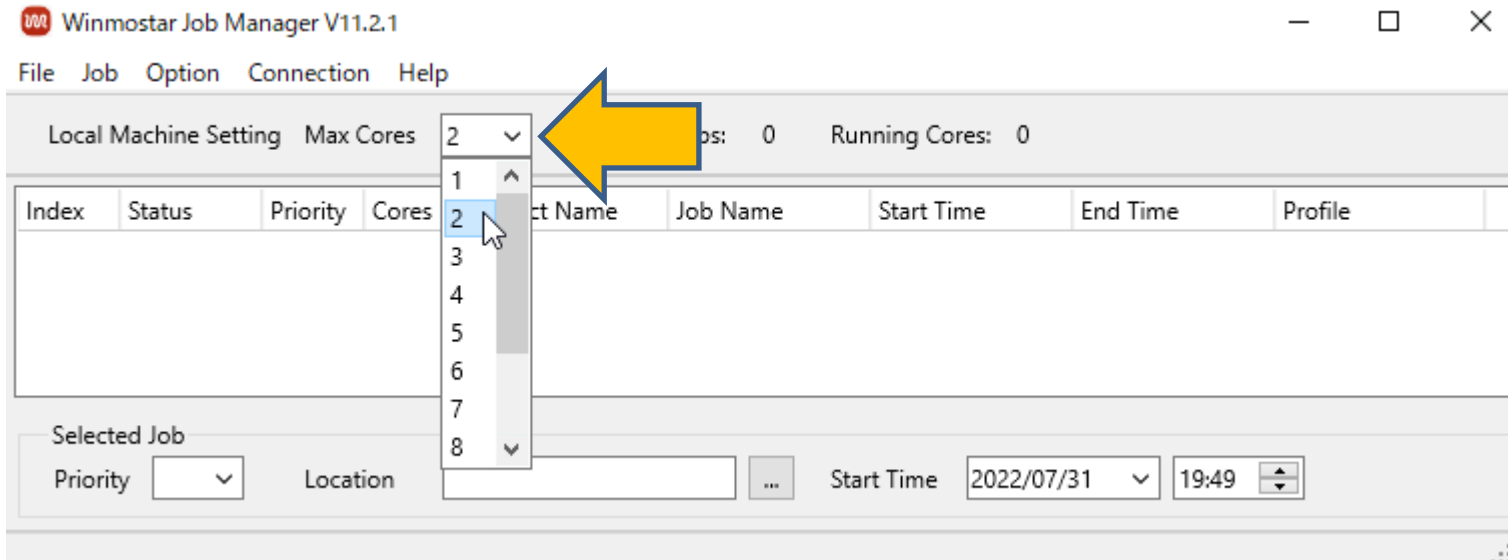 Winmostar Job Manager V11.2.1
File Job Option Connection Help
Local Machine Setting Max Cores 2 0 Running Cores: 0
1
Index Status Priority Cores 2 Name Job Name Start Time End Time Profile
3
4
5
6
7
Selected Job
8
Priority Location ... Start Time 2022/07/31 19:49